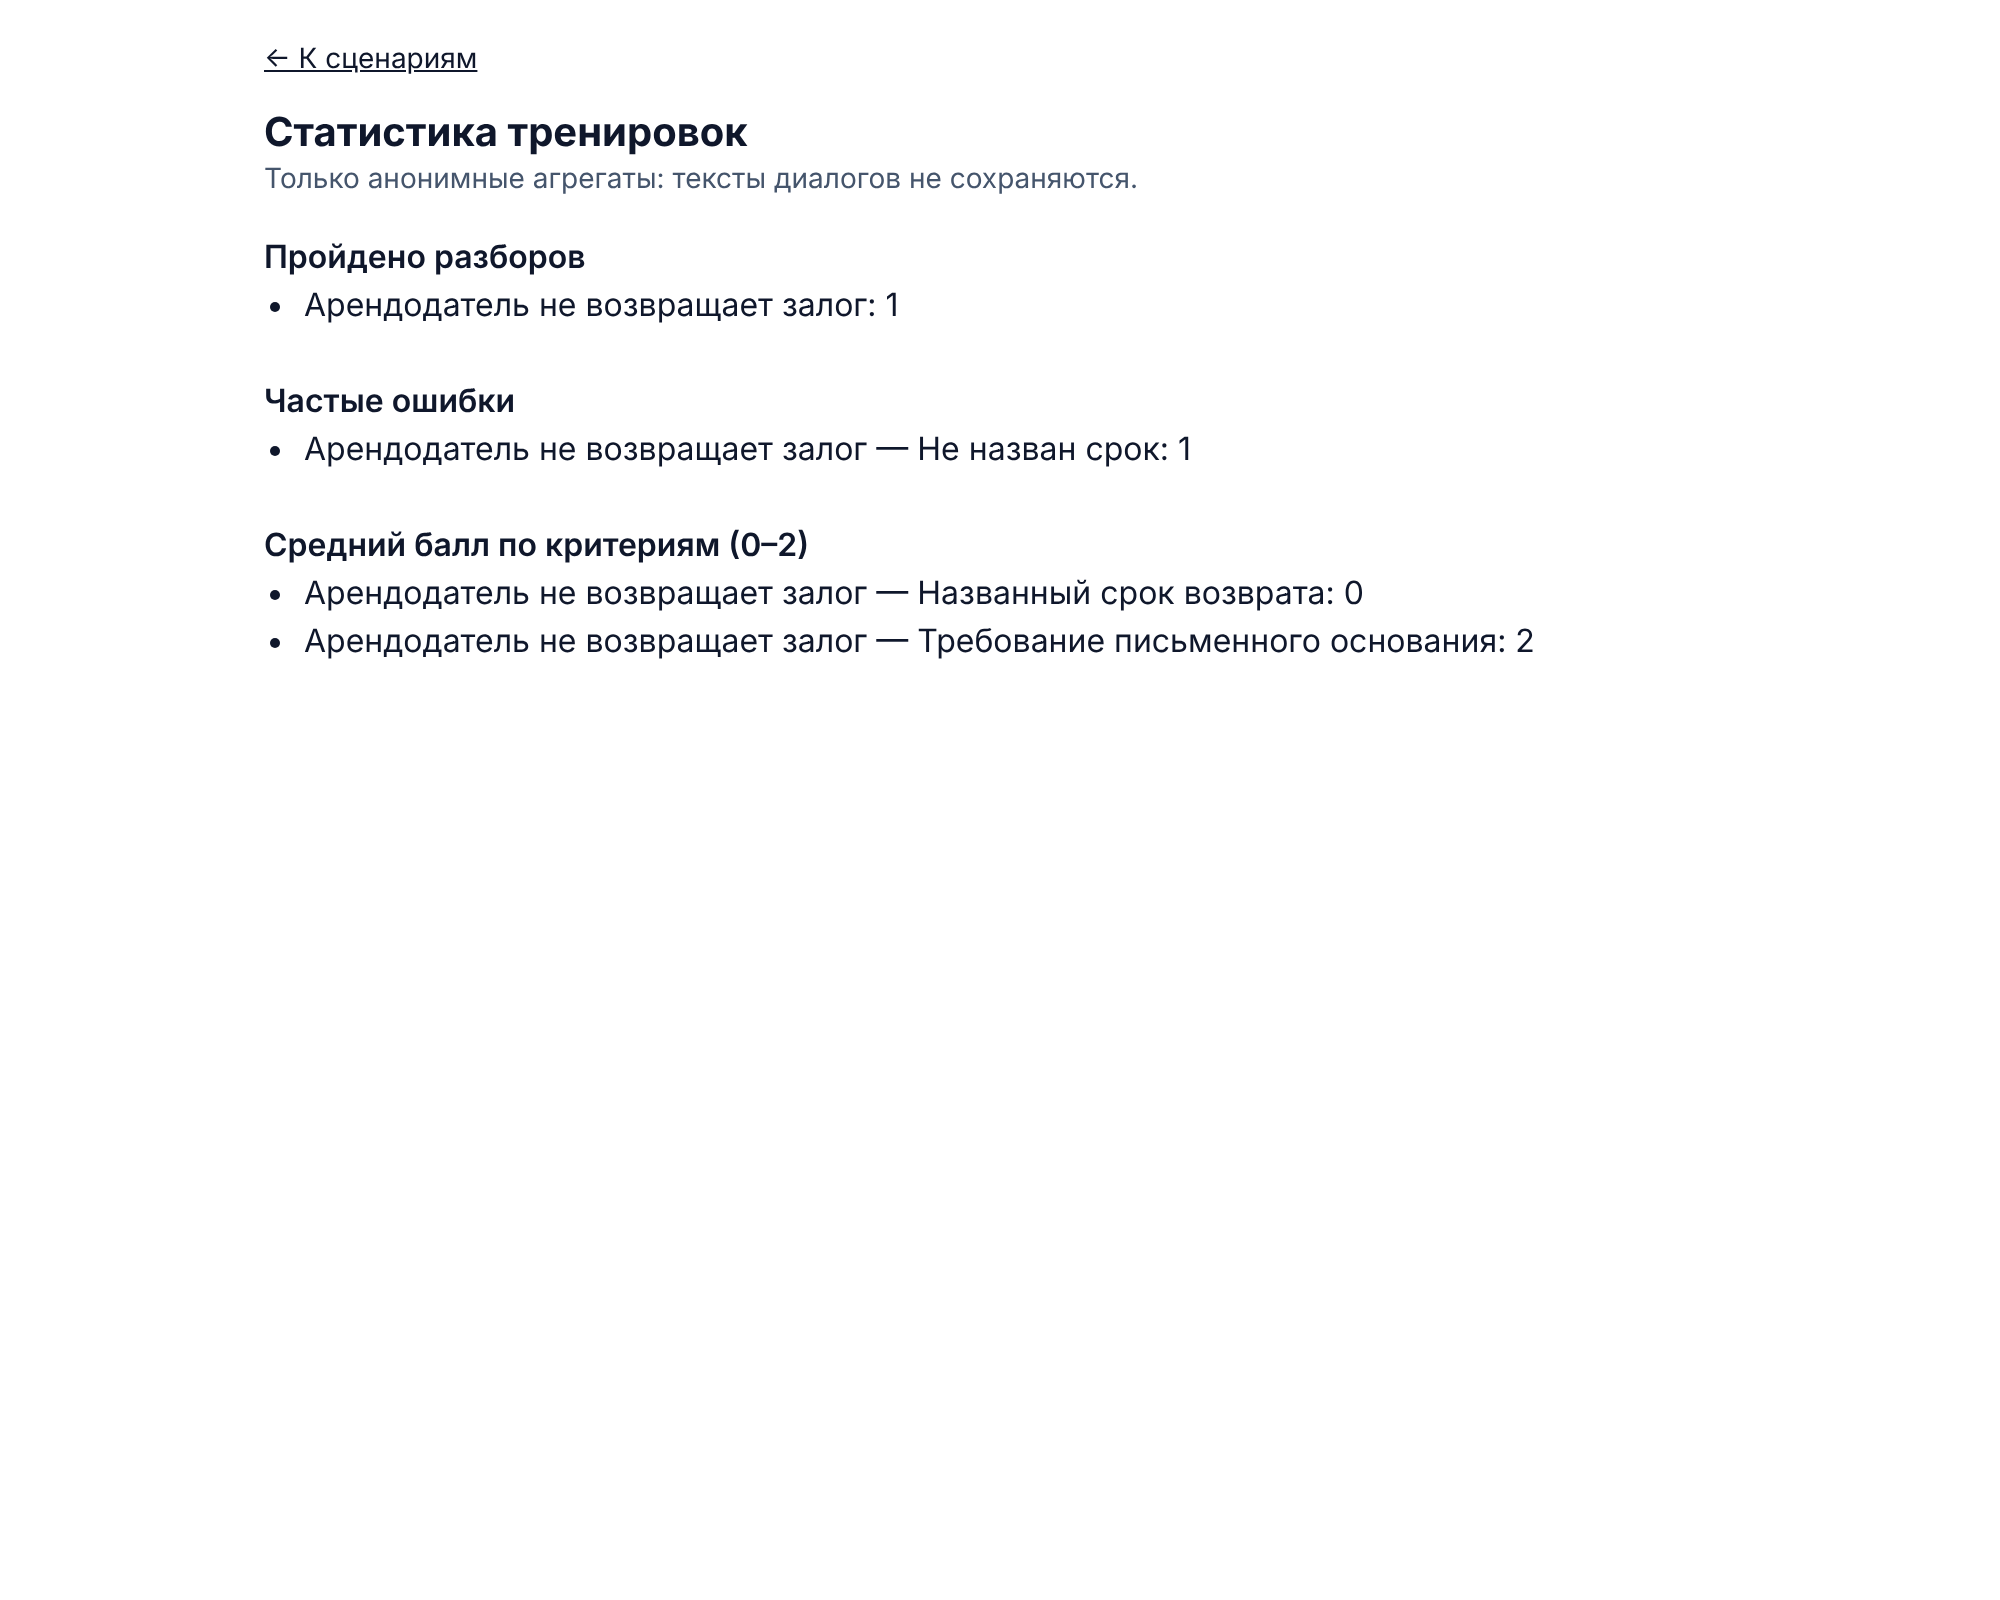 ← К сценариям
Статистика тренировок
Только анонимные агрегаты: тексты диалогов не сохраняются.
Пройдено разборов
• Арендодатель не возвращает залог: 1
Частые ошибки
• Арендодатель не возвращает залог — Не назван срок: 1
Средний балл по критериям (0–2)
• Арендодатель не возвращает залог — Названный срок возврата: 0
• Арендодатель не возвращает залог — Требование письменного основания: 2